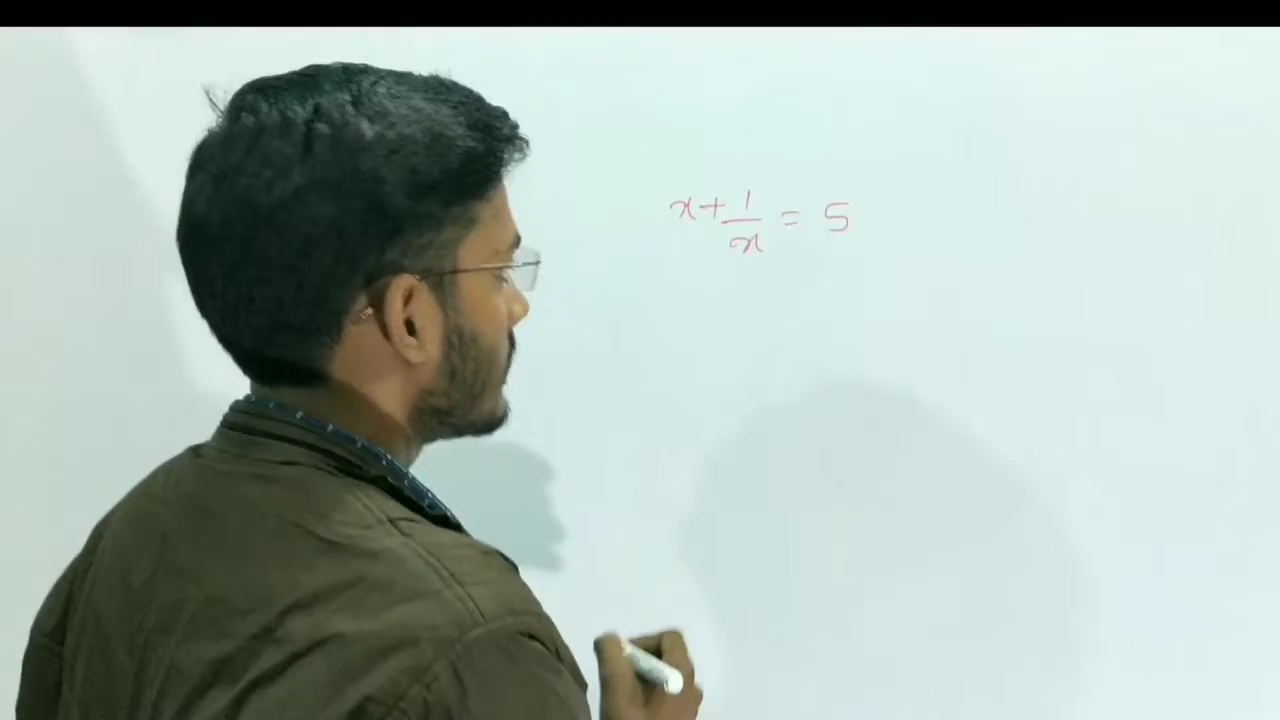 x + 1/x = 5